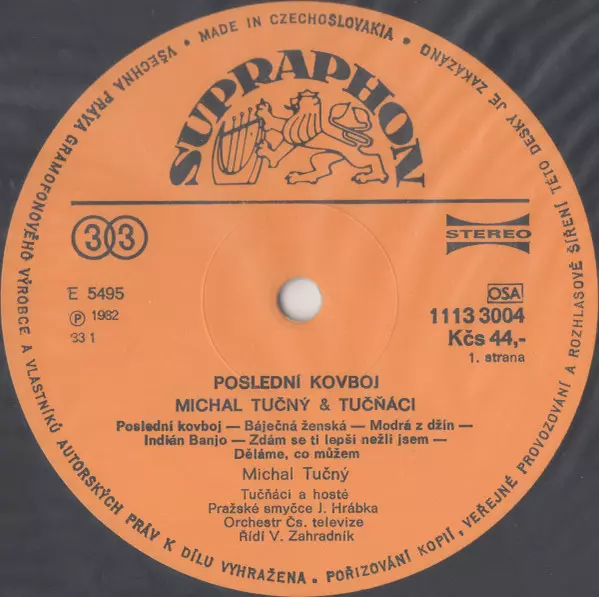 • MADE IN CZECHOSLOVAKIA •
VŠECHNA PRÁVA GRAMOFONOVÉHO VÝROBCE A VLASTNÍKŮ AUTORSKÝCH PRÁV K DÍLU VYHRAŽENA • POŘIZOVÁNÍ KOPIÍ, VEŘEJNÉ PROVOZOVÁNÍ A ROZHLASOVÉ ŠÍŘENÍ TÉTO DESKY JE ZAKÁZÁNO
SUPRAPHON
33
STEREO
E 5495
OSA
Ⓟ 1982
1113 3004
33 1
Kčs 44,-
1. strana
POSLEDNÍ KOVBOJ
MICHAL TUČNÝ & TUČŇÁCI
Poslední kovboj — Báječná ženská — Modrá z džín —
Indián Banjo — Zdám se ti lepší nežli jsem —
Děláme, co můžem
Michal Tučný
Tučňáci a hosté
Pražské smyčce J. Hrábka
Orchestr Čs. televize
Řídí V. Zahradník